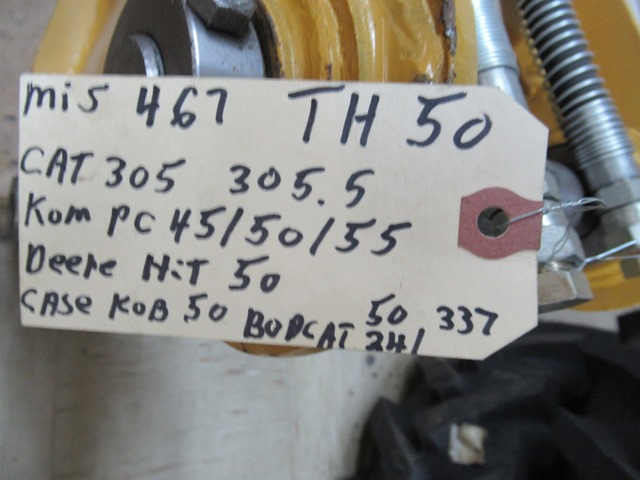 mis 467 TH 50
CAT 305 305.5
Kom PC 45/50/55
Deere HiT 50
CASE KOB 50 BOBCAT 50 337
341